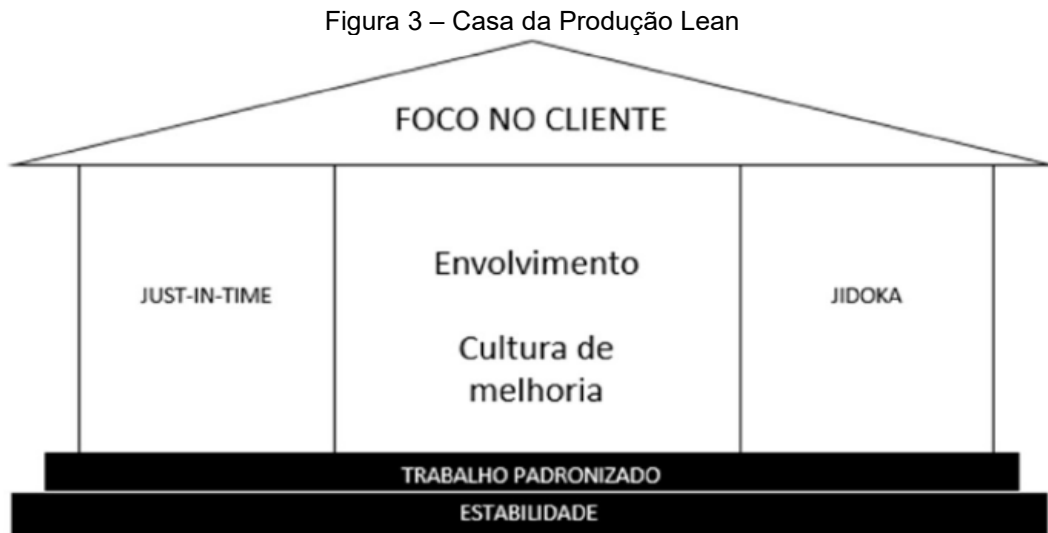 Figura 3 – Casa da Produção Lean
FOCO NO CLIENTE
JUST-IN-TIME
Envolvimento
Cultura de
melhoria
JIDOKA
TRABALHO PADRONIZADO
ESTABILIDADE